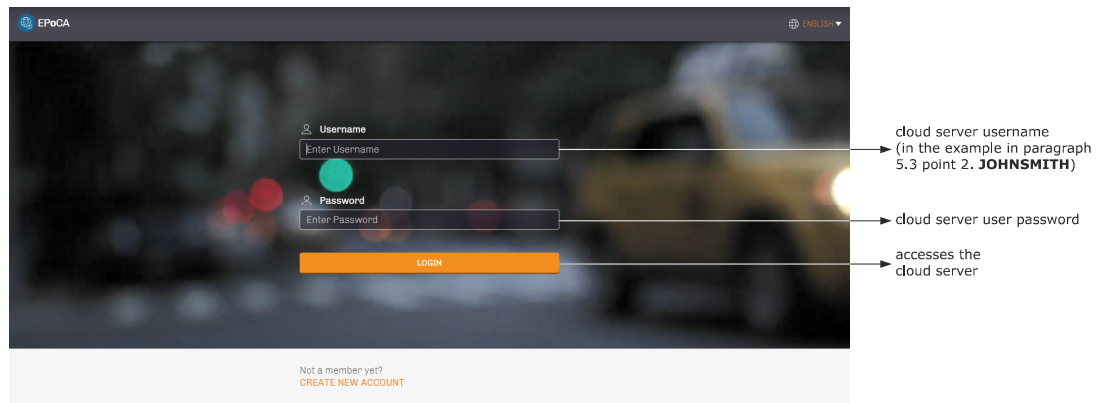 EPoCA
ENGLISH
Username
Enter Username
cloud server username
(in the example in paragraph
5.3 point 2. JOHNSMITH)
Password
Enter Password
cloud server user password
LOGIN
accesses the
cloud server
Not a member yet?
CREATE NEW ACCOUNT